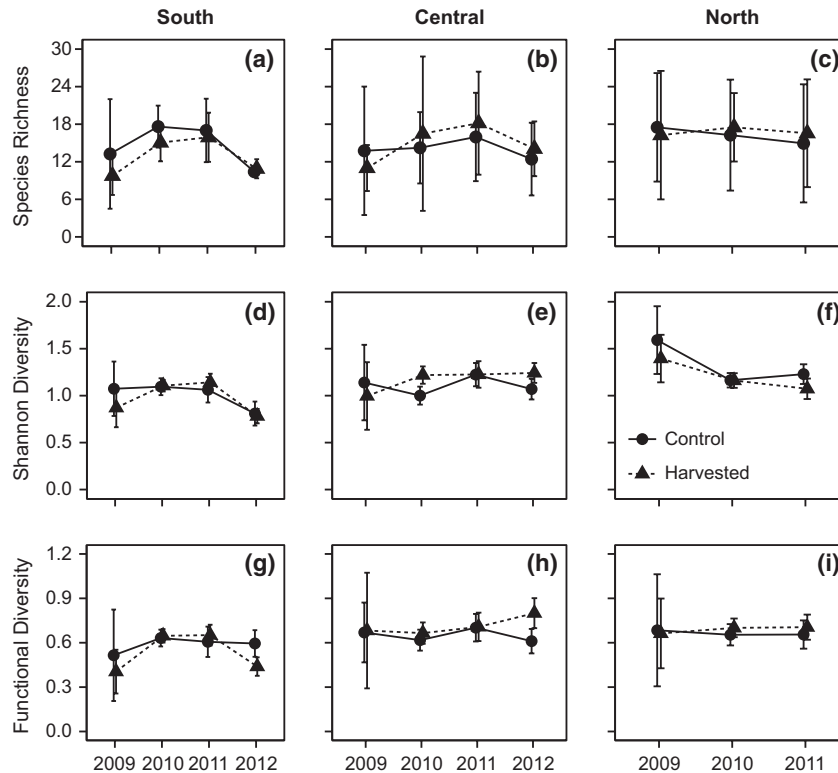 South Central North
Species Richness
30
24
18
12
6
0
(a) (b) (c)
Shannon Diversity
2.0
1.5
1.0
0.5
0.0
(d) (e) (f)
Control
Harvested
Functional Diversity
1.2
0.9
0.6
0.3
0.0
(g) (h) (i)
2009 2010 2011 2012 2009 2010 2011 2012 2009 2010 2011